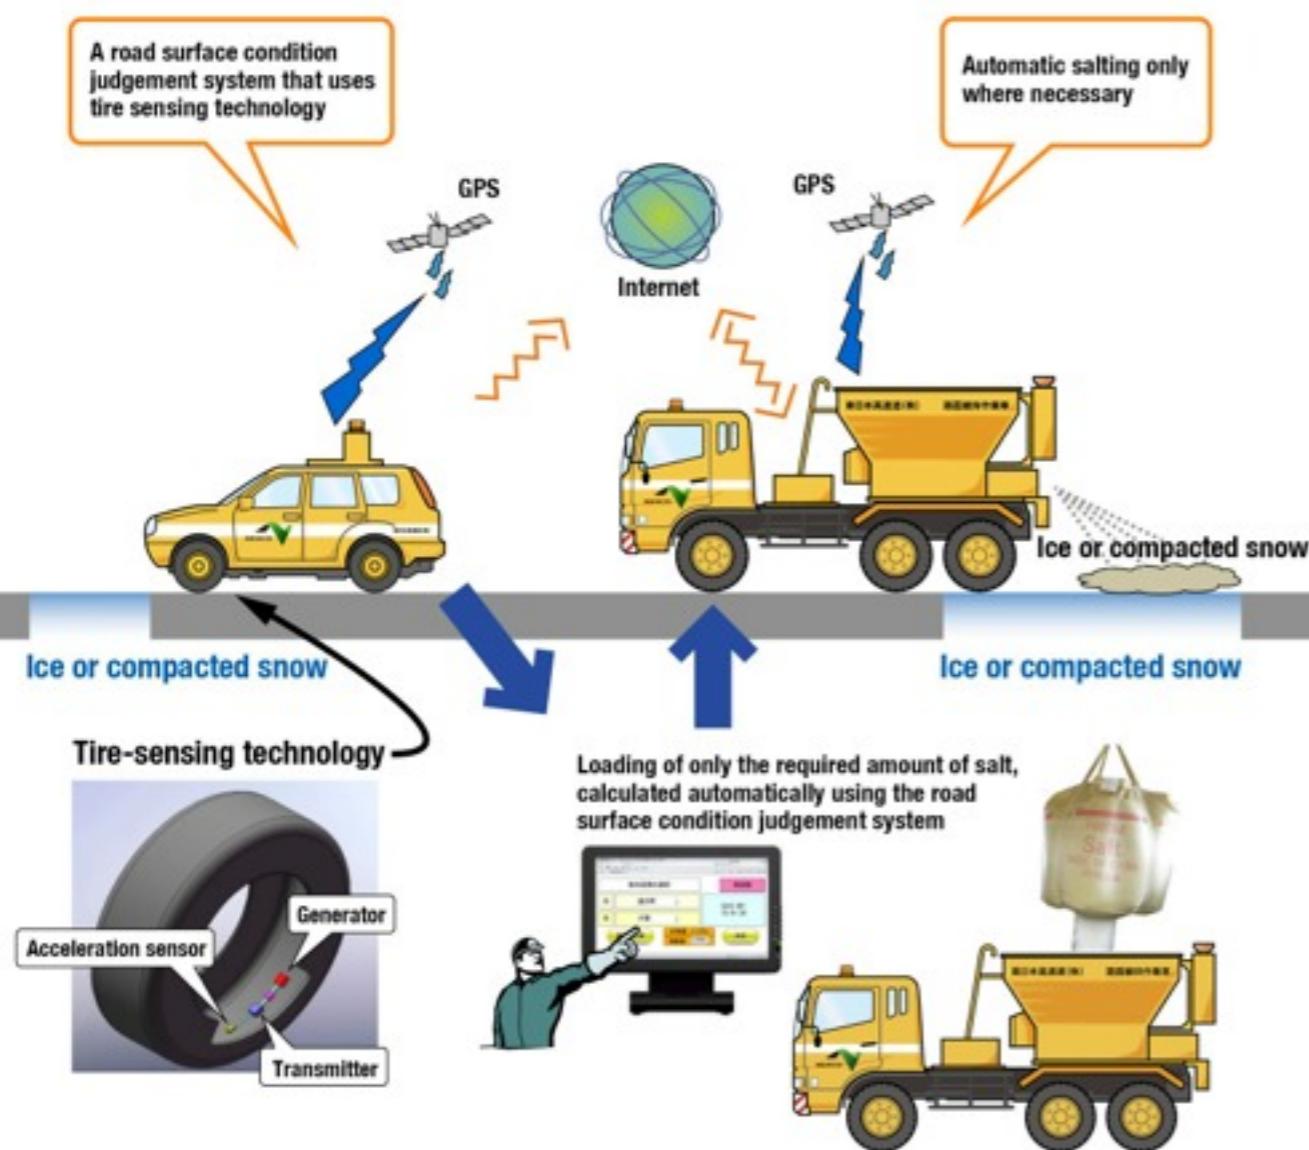 A road surface condition
judgement system that uses
tire sensing technology
Automatic salting only
where necessary
GPS
GPS
Internet
Ice or compacted snow
Ice or compacted snow
Ice or compacted snow
Tire-sensing technology
Loading of only the required amount of salt,
calculated automatically using the road
surface condition judgement system
Salt
Generator
Acceleration sensor
Transmitter